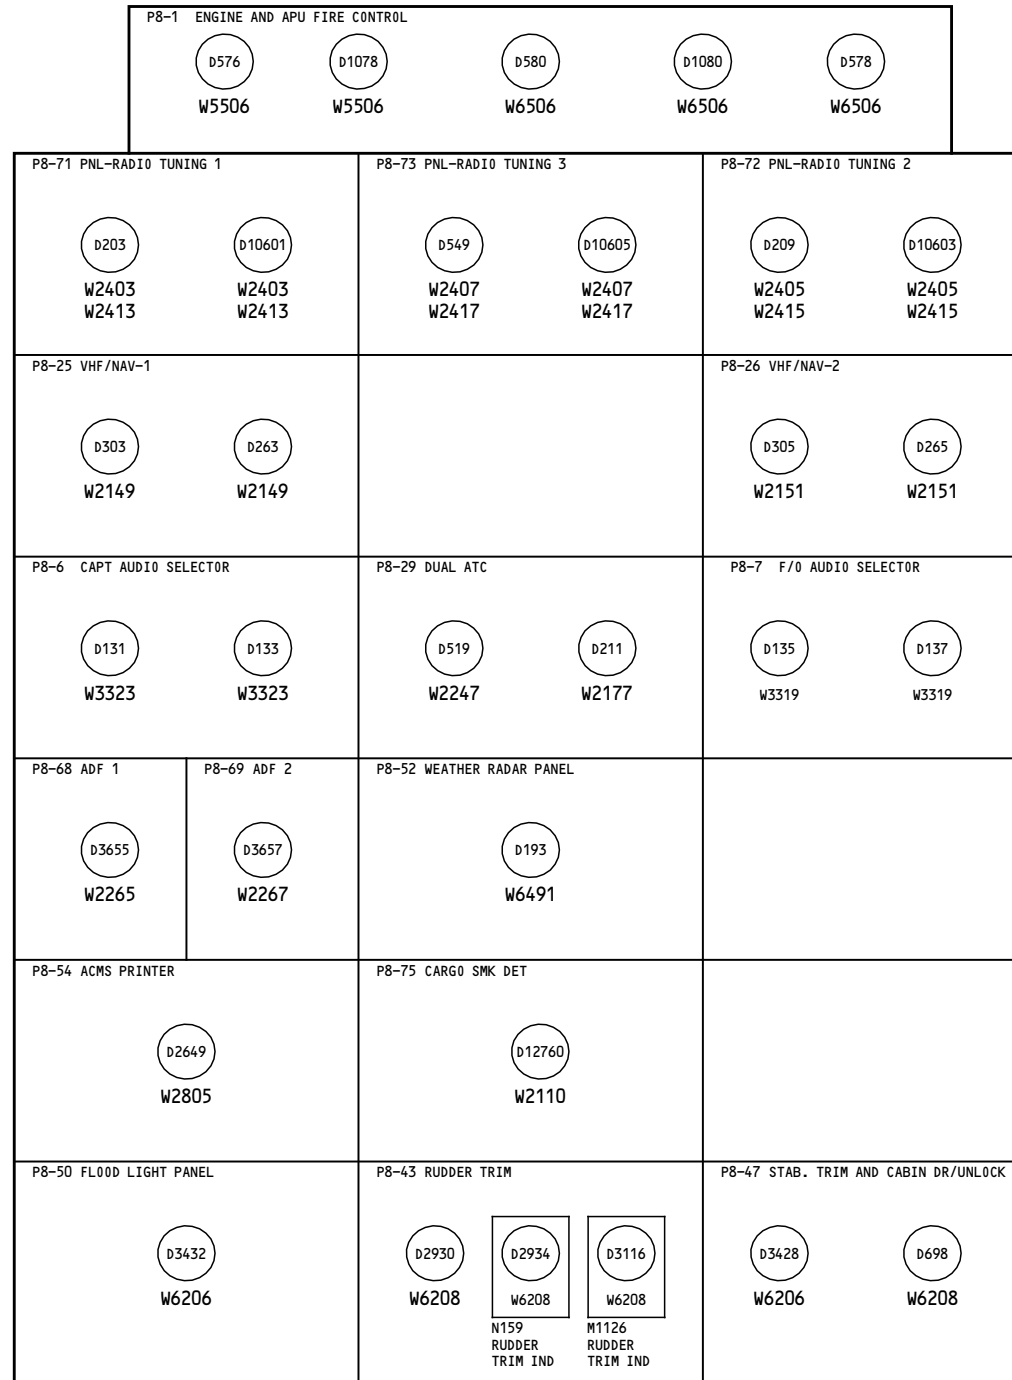 P8-1 ENGINE AND APU FIRE CONTROL
D576 D1078 D580 D1080 D578
W5506 W5506 W6506 W6506 W6506
P8-71 PNL-RADIO TUNING 1
D203 D10601
W2403 W2403
W2413 W2413
P8-73 PNL-RADIO TUNING 3
D549 D10605
W2407 W2407
W2417 W2417
P8-72 PNL-RADIO TUNING 2
D209 D10603
W2405 W2405
W2415 W2415
P8-25 VHF/NAV-1
D303 D263
W2149 W2149
P8-26 VHF/NAV-2
D305 D265
W2151 W2151
P8-6 CAPT AUDIO SELECTOR
D131 D133
W3323 W3323
P8-29 DUAL ATC
D519 D211
W2247 W2177
P8-7 F/O AUDIO SELECTOR
D135 D137
W3319 W3319
P8-68 ADF 1
D3655
W2265
P8-69 ADF 2
D3657
W2267
P8-52 WEATHER RADAR PANEL
D193
W6491
P8-54 ACMS PRINTER
D2649
W2805
P8-75 CARGO SMK DET
D12760
W2110
P8-50 FLOOD LIGHT PANEL
D3432
W6206
P8-43 RUDDER TRIM
D2930 D2934 D3116
W6208 W6208 W6208
N159
RUDDER
TRIM IND
M1126
RUDDER
TRIM IND
P8-47 STAB. TRIM AND CABIN DR/UNLOCK
D3428 D698
W6206 W6208